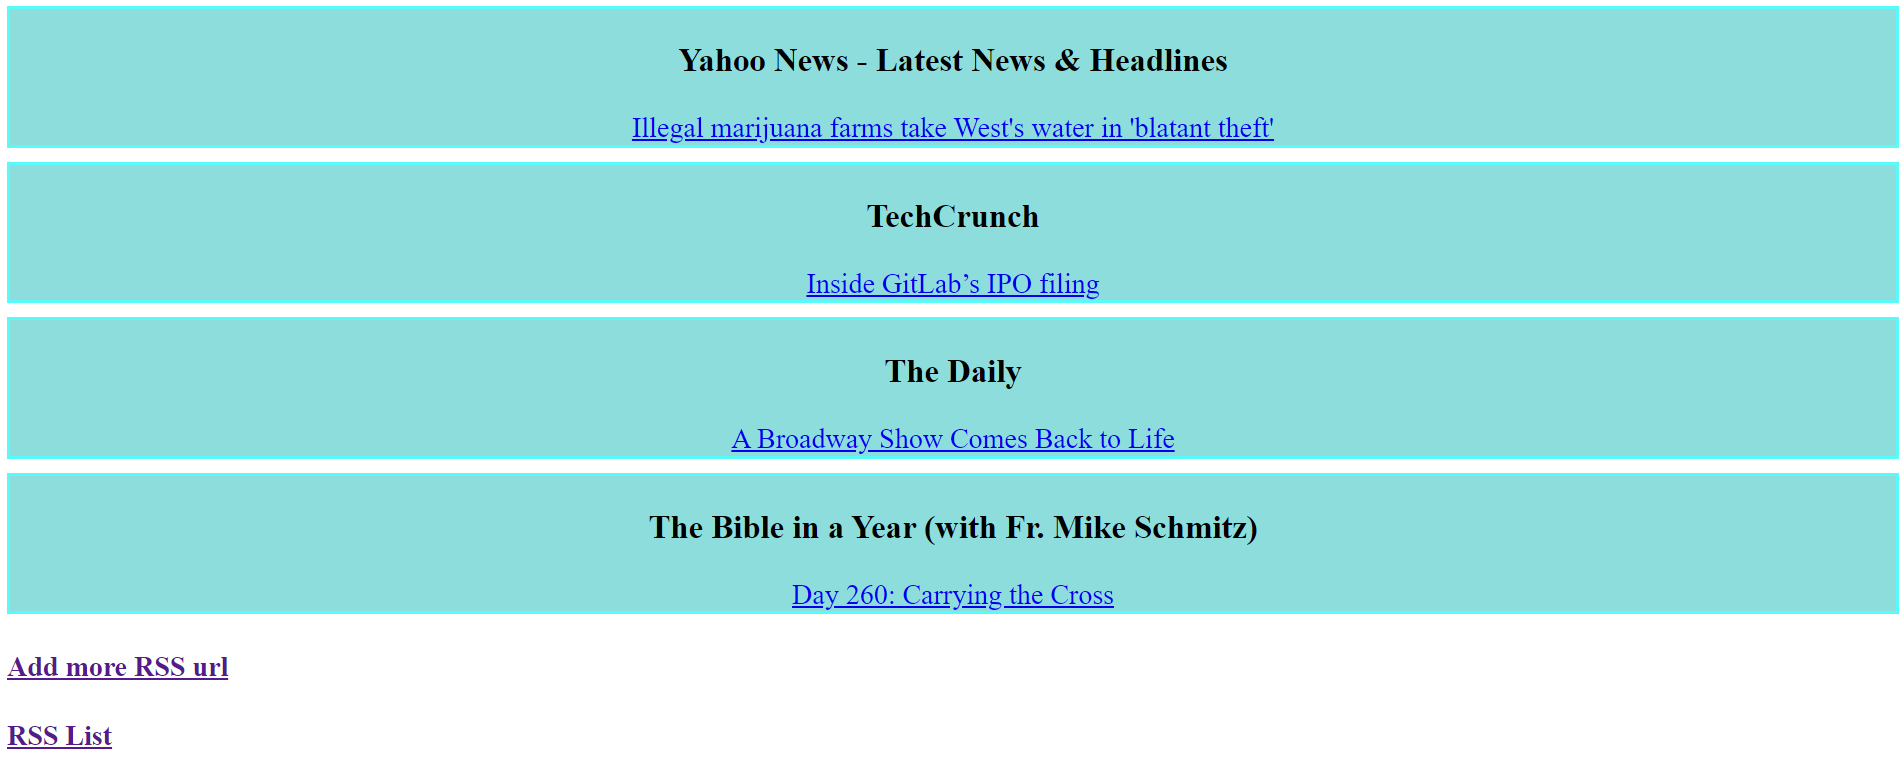 Yahoo News - Latest News & Headlines
Illegal marijuana farms take West's water in 'blatant theft'
TechCrunch
Inside GitLab’s IPO filing
The Daily
A Broadway Show Comes Back to Life
The Bible in a Year (with Fr. Mike Schmitz)
Day 260: Carrying the Cross
Add more RSS url
RSS List